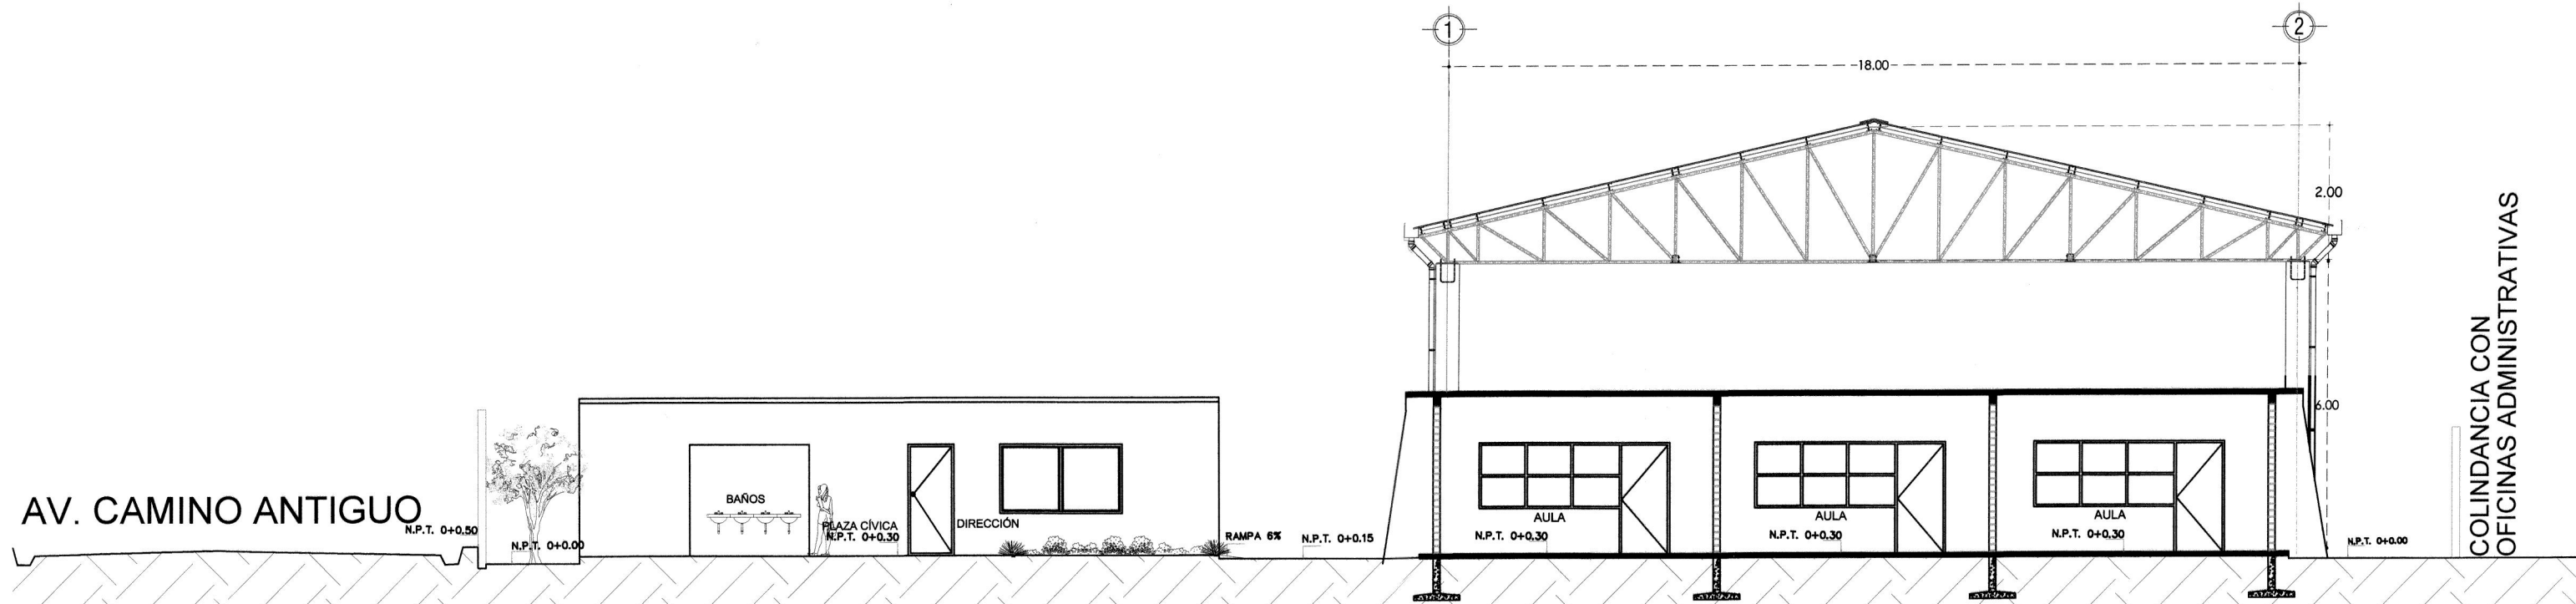 1
2
18.00
2.00
6.00
AV. CAMINO ANTIGUO
N.P.T. 0+0.50
N.P.T. 0+0.00
BAÑOS
PLAZA CÍVICA
N.P.T. 0+0.30
DIRECCIÓN
RAMPA 6%
N.P.T. 0+0.15
AULA
N.P.T. 0+0.30
AULA
N.P.T. 0+0.30
AULA
N.P.T. 0+0.30
N.P.T. 0+0.00
COLINDANCIA CON
OFICINAS ADMINISTRATIVAS